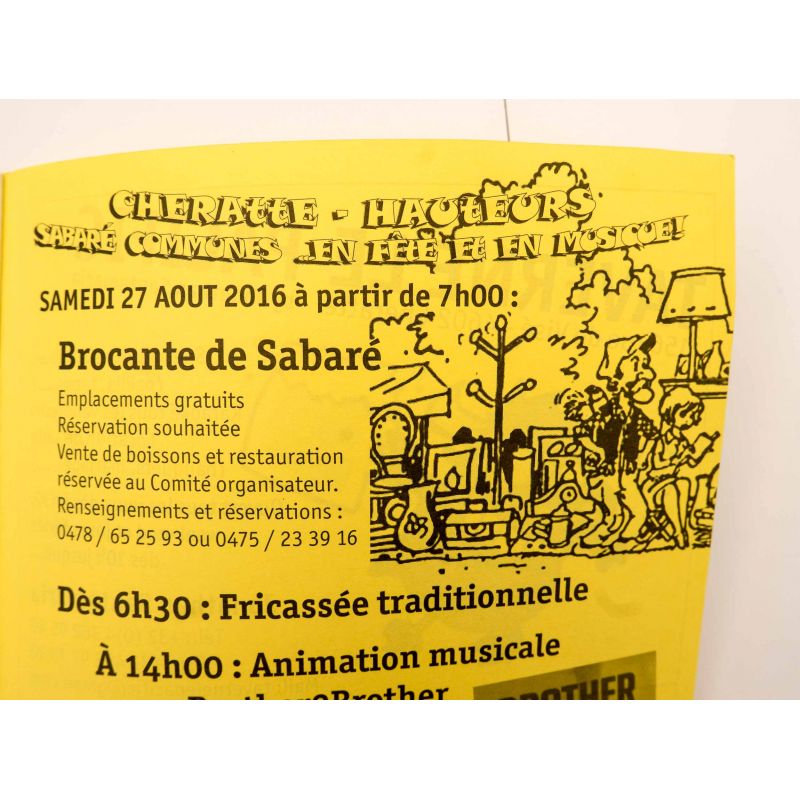 CHERATTE - HAUTEURS
SABARÉ COMMUNES ..EN FÊTE ET EN MUSIQUE!
SAMEDI 27 AOUT 2016 à partir de 7h00 :
Brocante de Sabaré
Emplacements gratuits
Réservation souhaitée
Vente de boissons et restauration
réservée au Comité organisateur.
Renseignements et réservations :
0478 / 65 25 93 ou 0475 / 23 39 16
Dès 6h30 : Fricassée traditionnelle
À 14h00 : Animation musicale
Brother2Brother
BROTHER